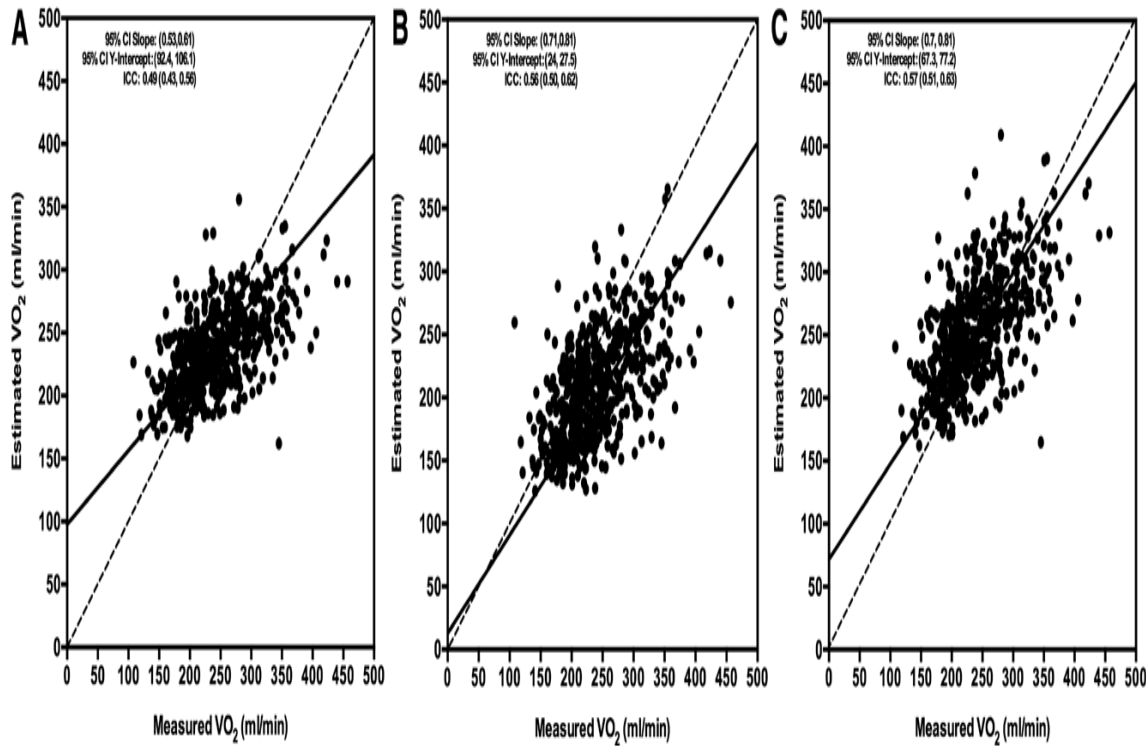 A
95% CI Slope: (0.53,0.61)
95% CI Y-Intercept:(92.4, 106.1)
ICC: 0.49 (0.43, 0.56)
500
450
400
350
300
250
200
150
100
50
0
Estimated VO2 (ml/min)
0 50 100 150 200 250 300 350 400 450 500
Measured VO2 (ml/min)
B
95% CI Slope: (0.71,0.81)
95% CI Y-Intercept: (24, 27.5)
ICC: 0.56 (0.50, 0.62)
500
450
400
350
300
250
200
150
100
50
0
Estimated VO2 (ml/min)
0 50 100 150 200 250 300 350 400 450 500
Measured VO2 (ml/min)
C
95% CI Slope: (0.7, 0.81)
95% CI Y-Intercept: (67.3, 77.2)
ICC: 0.57 (0.51, 0.63)
500
450
400
350
300
250
200
150
100
50
0
Estimated VO2 (ml/min)
0 50 100 150 200 250 300 350 400 450 500
Measured VO2 (ml/min)